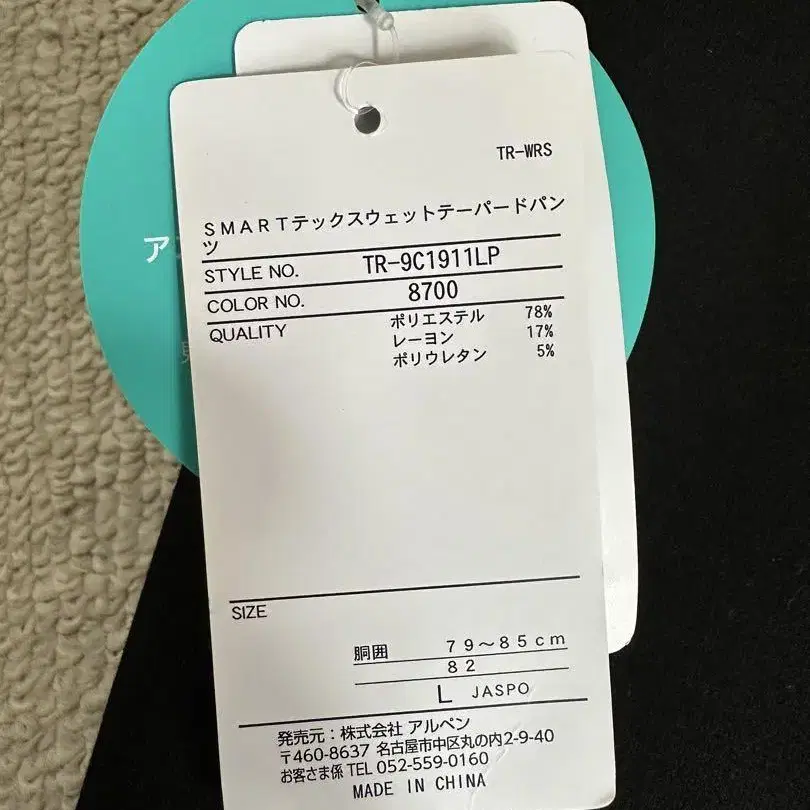 TR-WRS
SMARTテックスウェットテーパードパン
ツ
STYLE NO. TR-9C1911LP
COLOR NO. 8700
QUALITY ポリエステル 78%
レーヨン 17%
ポリウレタン 5%
SIZE
胴囲 79〜85cm
82
L JASPO
発売元：株式会社 アルペン
〒460-8637 名古屋市中区丸の内2-9-40
お客さま係 TEL 052-559-0160
MADE IN CHINA
ア